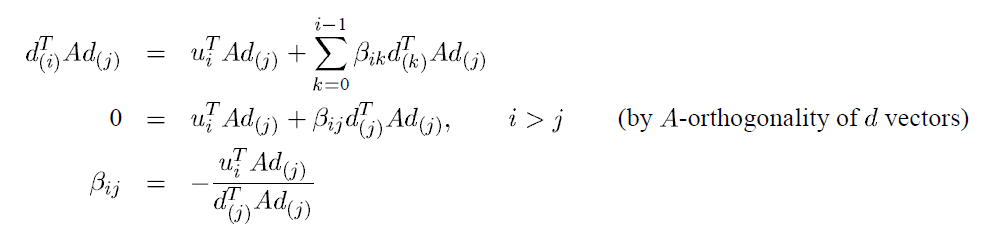 $d_{(i)}^T A d_{(j)} = u_i^T A d_{(j)} + \sum_{k=0}^{i-1} \beta_{ik} d_{(k)}^T A d_{(j)}$
$0 = u_i^T A d_{(j)} + \beta_{ij} d_{(j)}^T A d_{(j)}, \quad i > j$ (by $A$-orthogonality of $d$ vectors)
$\beta_{ij} = -\frac{u_i^T A d_{(j)}}{d_{(j)}^T A d_{(j)}}$